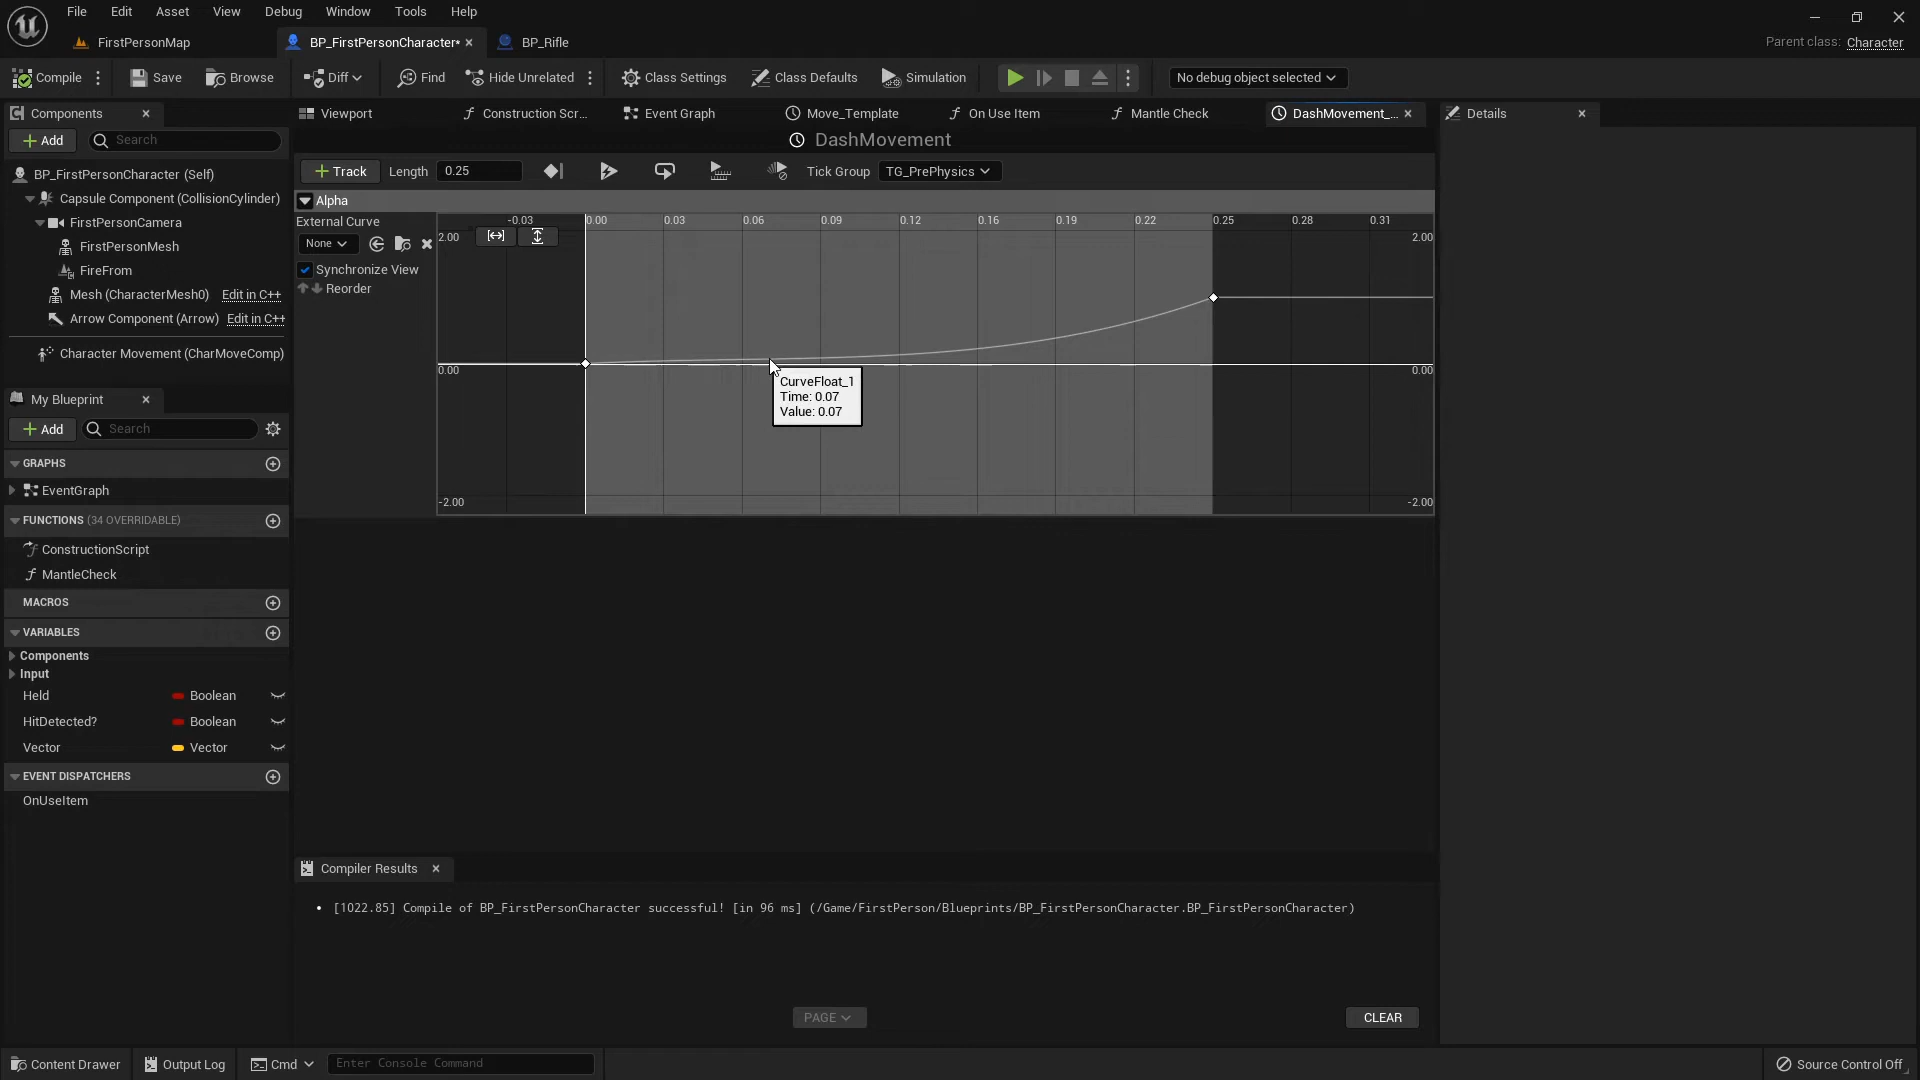 File Edit Asset View Debug Window Tools Help
FirstPersonMap BP_FirstPersonCharacter* BP_Rifle
Parent class: Character
Compile Save Browse Diff Find Hide Unrelated Class Settings Class Defaults Simulation No debug object selected
Components
Add Search
BP_FirstPersonCharacter (Self)
Capsule Component (CollisionCylinder)
FirstPersonCamera
FirstPersonMesh
FireFrom
Mesh (CharacterMesh0) Edit in C++
Arrow Component (Arrow) Edit in C++
Character Movement (CharMoveComp)
My Blueprint
Add Search
GRAPHS
EventGraph
FUNCTIONS (34 OVERRIDABLE)
ConstructionScript
MantleCheck
MACROS
VARIABLES
Components
Input
Held Boolean
HitDetected? Boolean
Vector Vector
EVENT DISPATCHERS
OnUseItem
Viewport Construction Scr... Event Graph Move_Template On Use Item Mantle Check DashMovement_...
DashMovement
Track Length 0.25 Tick Group TG_PrePhysics
Alpha
External Curve
None
Synchronize View
Reorder
-0.03 0.00 0.03 0.06 0.09 0.12 0.16 0.19 0.22 0.25 0.28 0.31
2.00 2.00
0.00 0.00
-2.00 -2.00
CurveFloat_1
Time: 0.07
Value: 0.07
Compiler Results
[1022.85] Compile of BP_FirstPersonCharacter successful! [in 96 ms] (/Game/FirstPerson/Blueprints/BP_FirstPersonCharacter.BP_FirstPersonCharacter)
PAGE CLEAR
Details
Content Drawer Output Log Cmd Enter Console Command Source Control Off